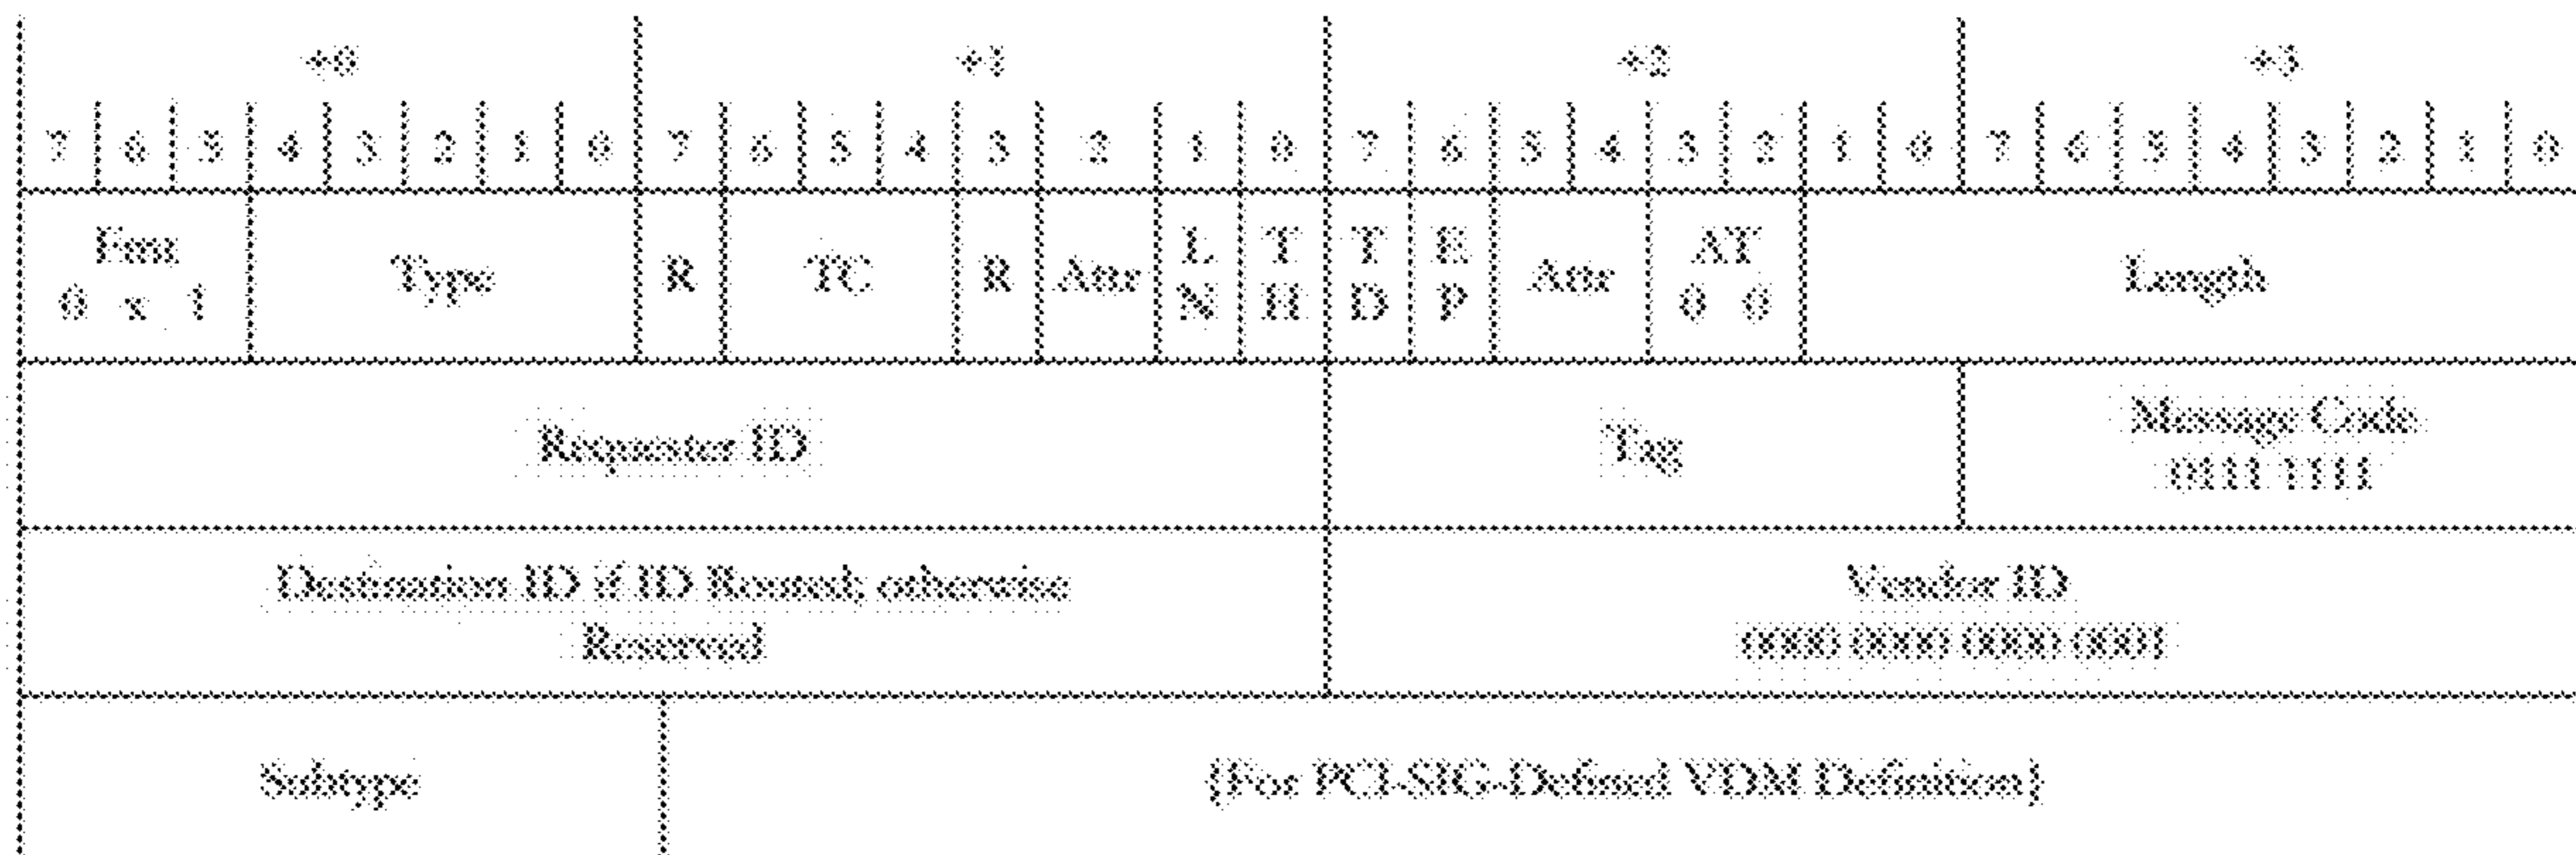 +0 +1 +2 +3
7 6 5 4 3 2 1 0 7 6 5 4 3 2 1 0 7 6 5 4 3 2 1 0 7 6 5 4 3 2 1 0
Fmt
0 x 1
Type
R
TC
R
Attr
L
N
T
H
T
D
E
P
Attr
AT
0 0
Length
Requester ID
Tag
Message Code
0111 1111
Destination ID if ID Routed; otherwise
Reserved
Vendor ID
0000 0000 0000 0001
Subtype
{For PCI-SIG-Defined VDM Definition}